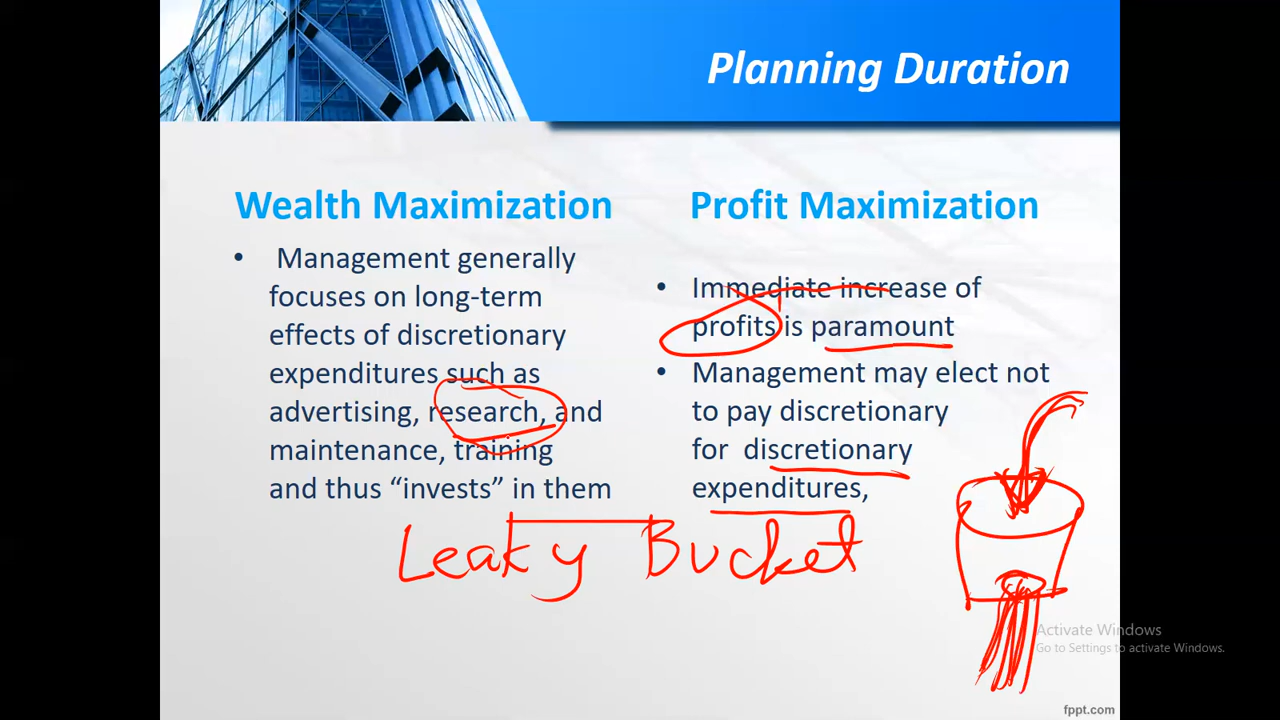 Planning Duration
Wealth Maximization
• Management generally
focuses on long-term
effects of discretionary
expenditures such as
advertising, research, and
maintenance, training
and thus “invests” in them
Profit Maximization
• Immediate increase of
profits is paramount
• Management may elect not
to pay discretionary
for discretionary
expenditures,
Leaky Bucket
Activate Windows
Go to Settings to activate Windows.
fppt.com